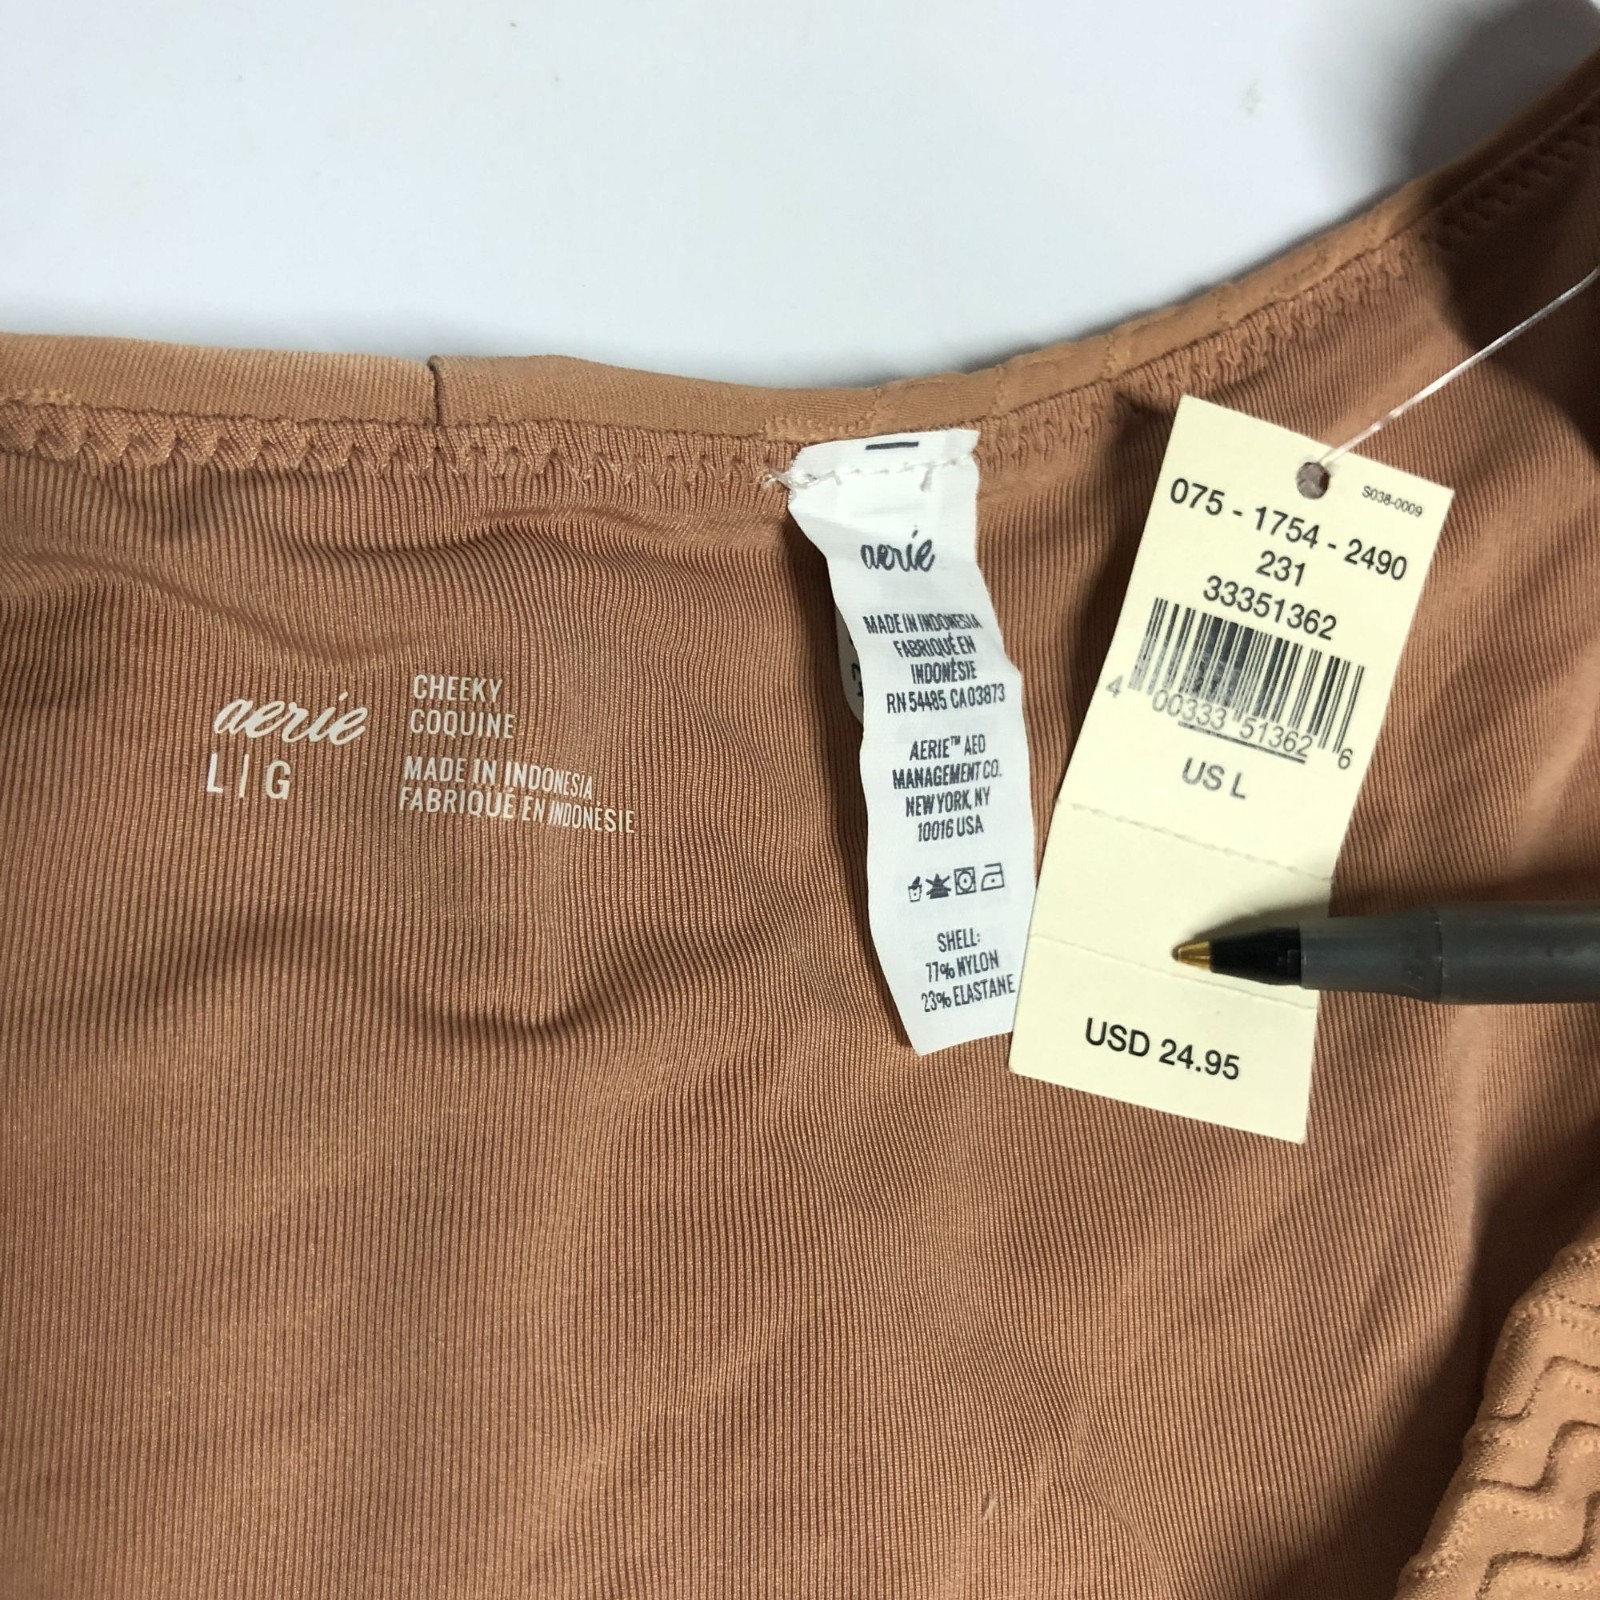 aerie
L|G
CHEEKY
COQUINE
MADE IN INDONESIA
FABRIQUÉ EN INDONÉSIE
aerie
MADE IN INDONESIA
FABRIQUÉ EN
INDONÉSIE
RN 54485 CA 03873
AERIE™ AEO
MANAGEMENT CO.
NEW YORK, NY
10016 USA
SHELL:
77% NYLON
23% ELASTANE
S038-0009
075 - 1754 - 2490
231
33351362
4 00333 51362 6
US L
USD 24.95